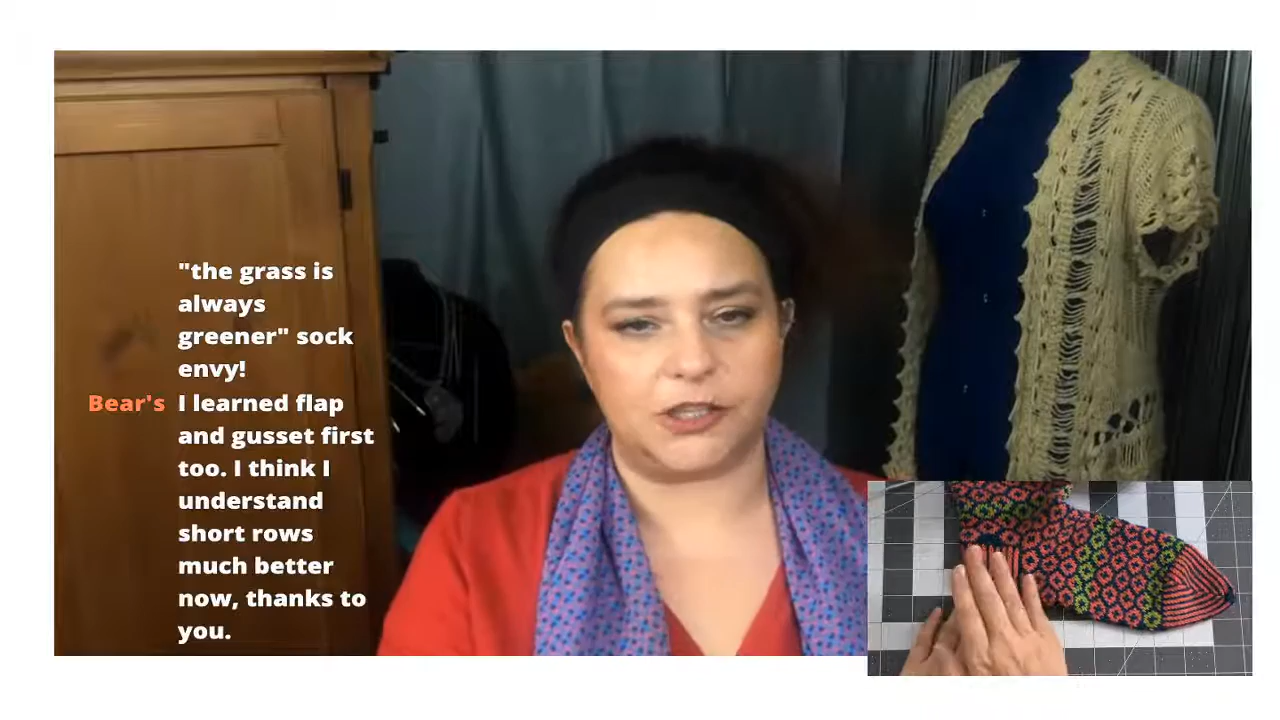 "the grass is
always
greener" sock
envy!
Bear's I learned flap
and gusset first
too. I think I
understand
short rows
much better
now, thanks to
you.